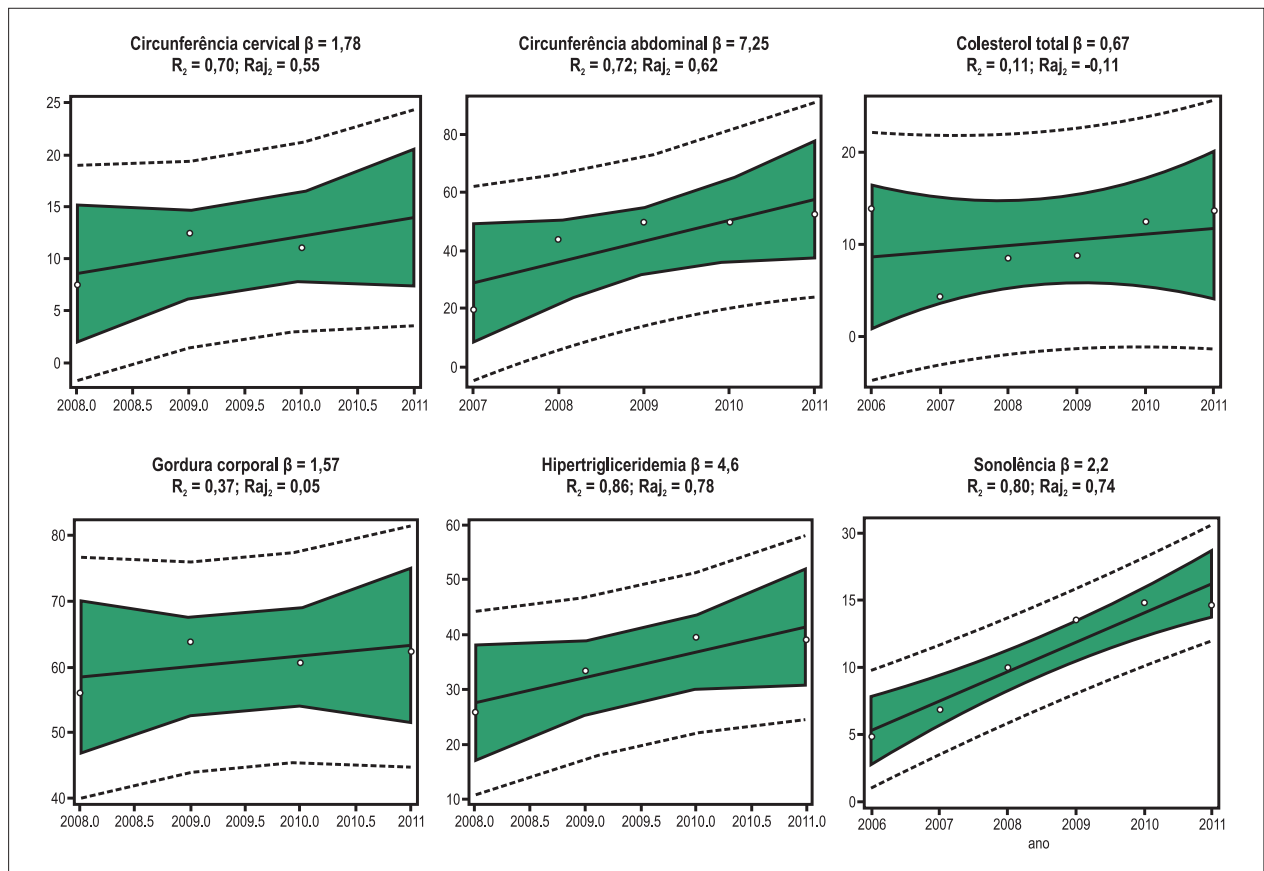 Circunferência cervical β = 1,78
R₂ = 0,70; Raj₂ = 0,55
25
20
15
10
5
0
2008.0 2008.5 2009.0 2009.5 2010.0 2010.5 2011
Circunferência abdominal β = 7,25
R₂ = 0,72; Raj₂ = 0,62
80
60
40
20
0
2007 2008 2009 2010 2011
Colesterol total β = 0,67
R₂ = 0,11; Raj₂ = -0,11
20
10
0
2006 2007 2008 2009 2010 2011
Gordura corporal β = 1,57
R₂ = 0,37; Raj₂ = 0,05
80
70
60
50
40
2008.0 2008.5 2009.0 2009.5 2010.0 2010.5 2011
Hipertrigliceridemia β = 4,6
R₂ = 0,86; Raj₂ = 0,78
60
50
40
30
20
10
2008.0 2008.5 2009.0 2009.5 2010.0 2010.5 2011.0
Sonolência β = 2,2
R₂ = 0,80; Raj₂ = 0,74
30
15
10
5
0
2006 2007 2008 2009 2010 2011
ano